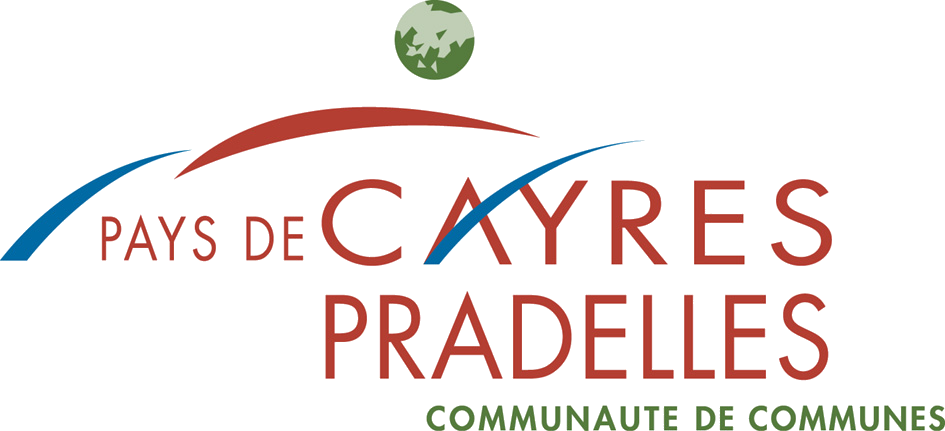 PAYS DE CAYRES
PRADELLES
COMMUNAUTE DE COMMUNES